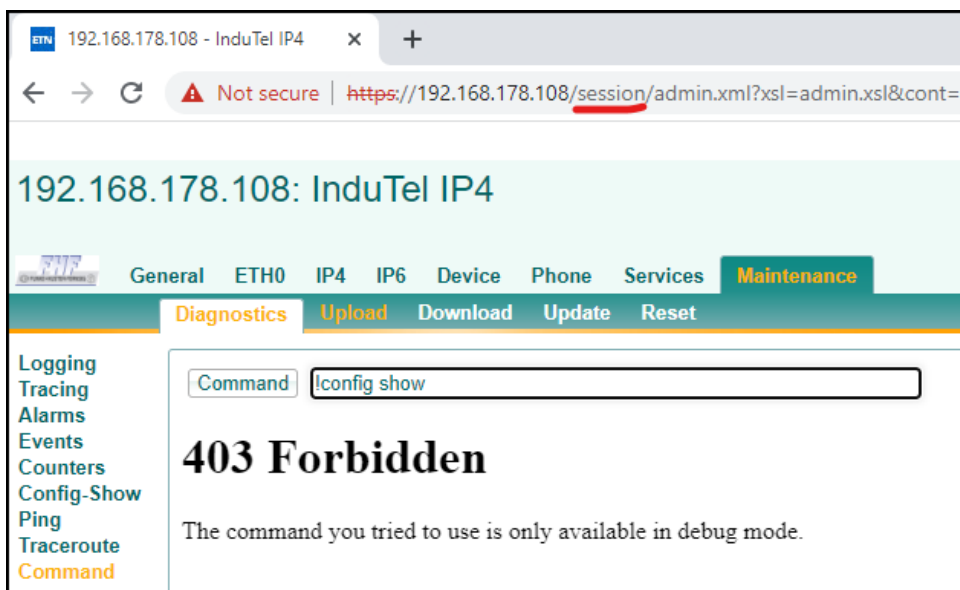 ETN 192.168.178.108 - InduTel IP4
Not secure | https://192.168.178.108/session/admin.xml?xsl=admin.xsl&cont=
192.168.178.108: InduTel IP4
FHF General ETH0 IP4 IP6 Device Phone Services Maintenance
Diagnostics Upload Download Update Reset
Logging
Tracing
Alarms
Events
Counters
Config-Show
Ping
Traceroute
Command
Command !config show
403 Forbidden
The command you tried to use is only available in debug mode.